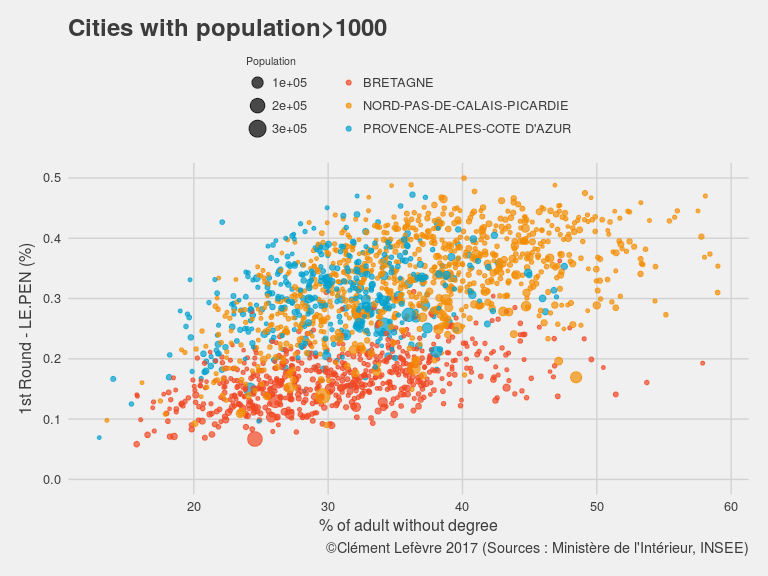 Cities with population>1000
Population
1e+05
2e+05
3e+05
BRETAGNE
NORD-PAS-DE-CALAIS-PICARDIE
PROVENCE-ALPES-COTE D'AZUR
1st Round - LE.PEN (%)
0.5
0.4
0.3
0.2
0.1
0.0
20 30 40 50 60
% of adult without degree
©Clément Lefèvre 2017 (Sources : Ministère de l'Intérieur, INSEE)